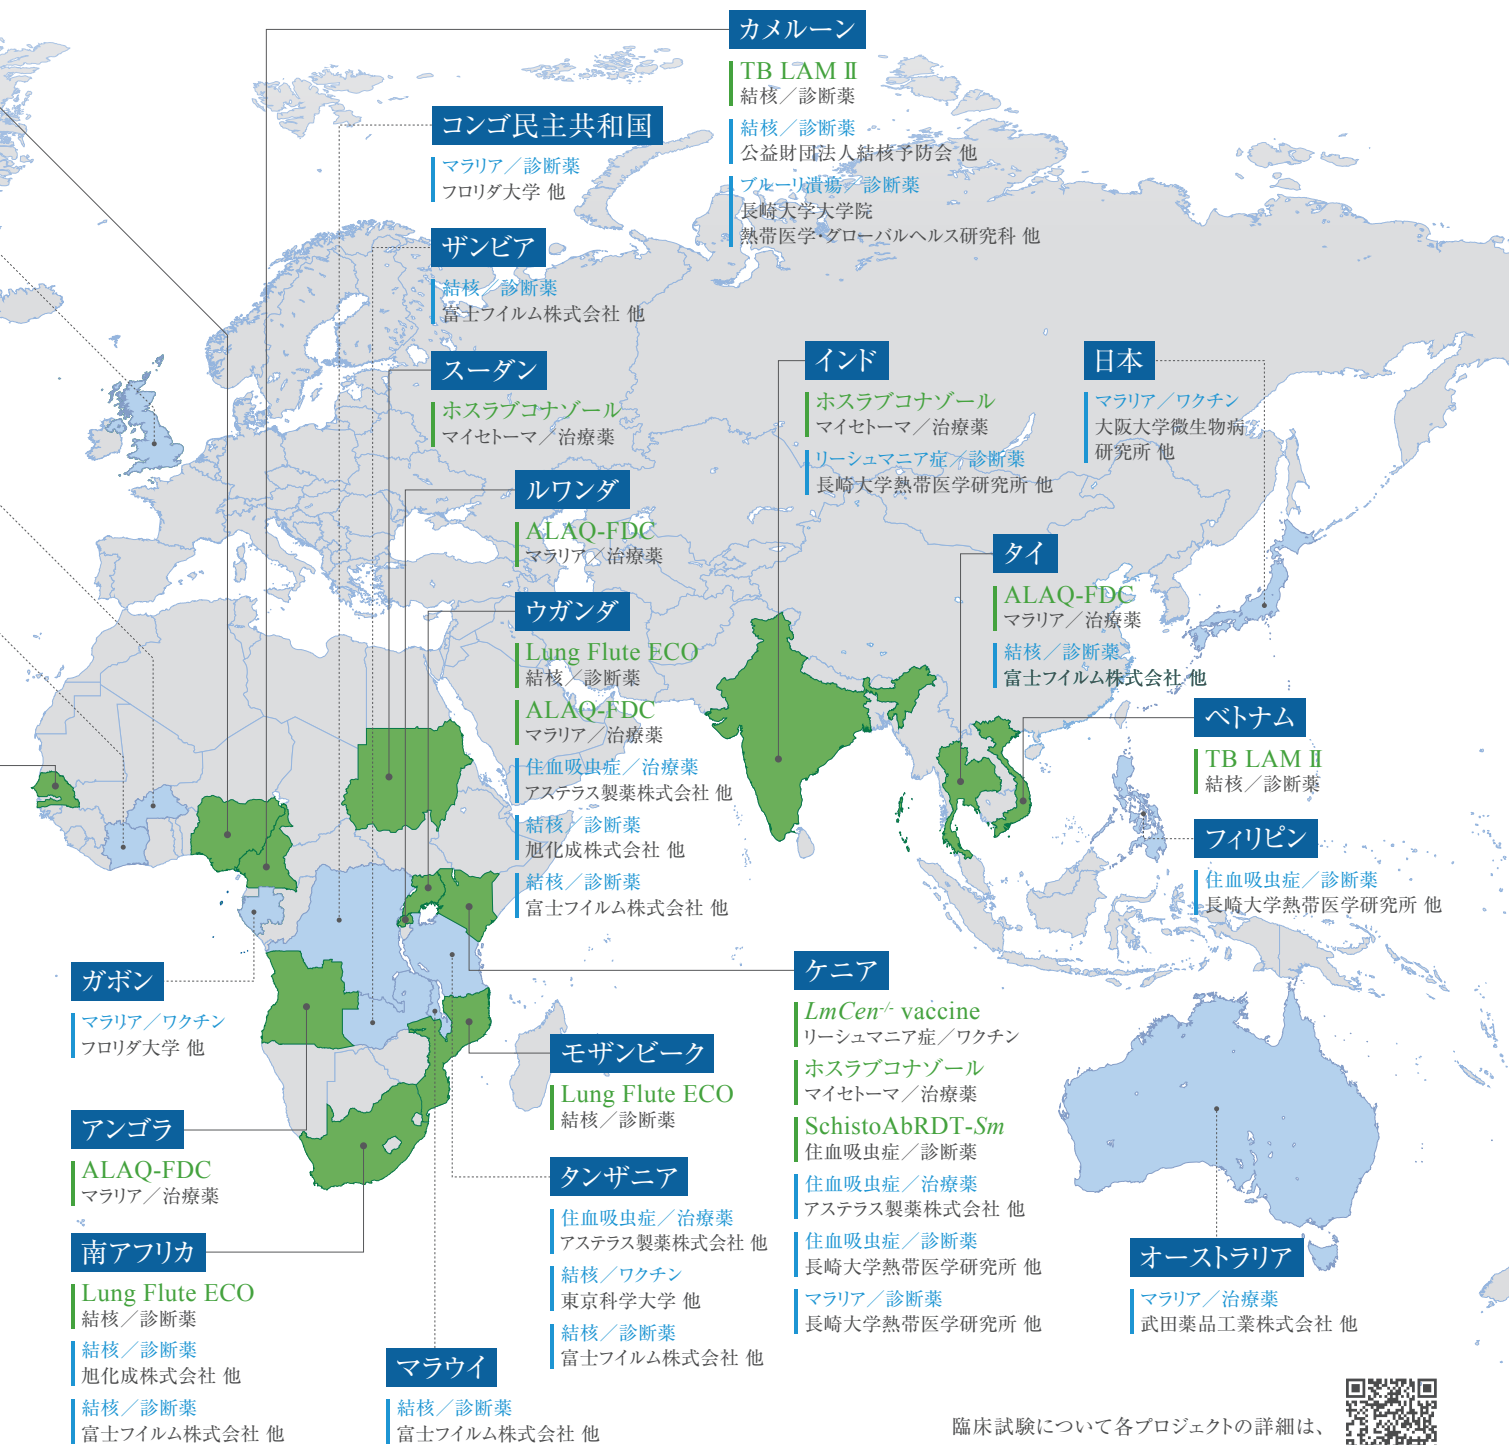 カメルーン
TB LAM Ⅱ
結核／診断薬
結核／診断薬
公益財団法人結核予防会 他
ブルーリ潰瘍／診断薬
長崎大学大学院
熱帯医学・グローバルヘルス研究科 他
コンゴ民主共和国
マラリア／診断薬
フロリダ大学 他
ザンビア
結核／診断薬
富士フイルム株式会社 他
スーダン
ホスラブコナゾール
マイセトーマ／治療薬
インド
ホスラブコナゾール
マイセトーマ／治療薬
リーシュマニア症／診断薬
長崎大学熱帯医学研究所 他
日本
マラリア／ワクチン
大阪大学微生物病
研究所 他
ルワンダ
ALAQ-FDC
マラリア／治療薬
タイ
ALAQ-FDC
マラリア／治療薬
結核／診断薬
富士フイルム株式会社 他
ウガンダ
Lung Flute ECO
結核／診断薬
ALAQ-FDC
マラリア／治療薬
住血吸虫症／治療薬
アステラス製薬株式会社 他
結核／診断薬
旭化成株式会社 他
結核／診断薬
富士フイルム株式会社 他
ベトナム
TB LAM Ⅱ
結核／診断薬
フィリピン
住血吸虫症／診断薬
長崎大学熱帯医学研究所 他
ガボン
マラリア／ワクチン
フロリダ大学 他
ケニア
LmCen-/- vaccine
リーシュマニア症／ワクチン
ホスラブコナゾール
マイセトーマ／治療薬
SchistoAbRDT-Sm
住血吸虫症／診断薬
住血吸虫症／治療薬
アステラス製薬株式会社 他
住血吸虫症／診断薬
長崎大学熱帯医学研究所 他
マラリア／診断薬
長崎大学熱帯医学研究所 他
モザンビーク
Lung Flute ECO
結核／診断薬
アンゴラ
ALAQ-FDC
マラリア／治療薬
タンザニア
住血吸虫症／治療薬
アステラス製薬株式会社 他
結核／ワクチン
東京科学大学 他
結核／診断薬
富士フイルム株式会社 他
南アフリカ
Lung Flute ECO
結核／診断薬
結核／診断薬
旭化成株式会社 他
結核／診断薬
富士フイルム株式会社 他
オーストラリア
マラリア／治療薬
武田薬品工業株式会社 他
マラウイ
結核／診断薬
富士フイルム株式会社 他
臨床試験について各プロジェクトの詳細は、